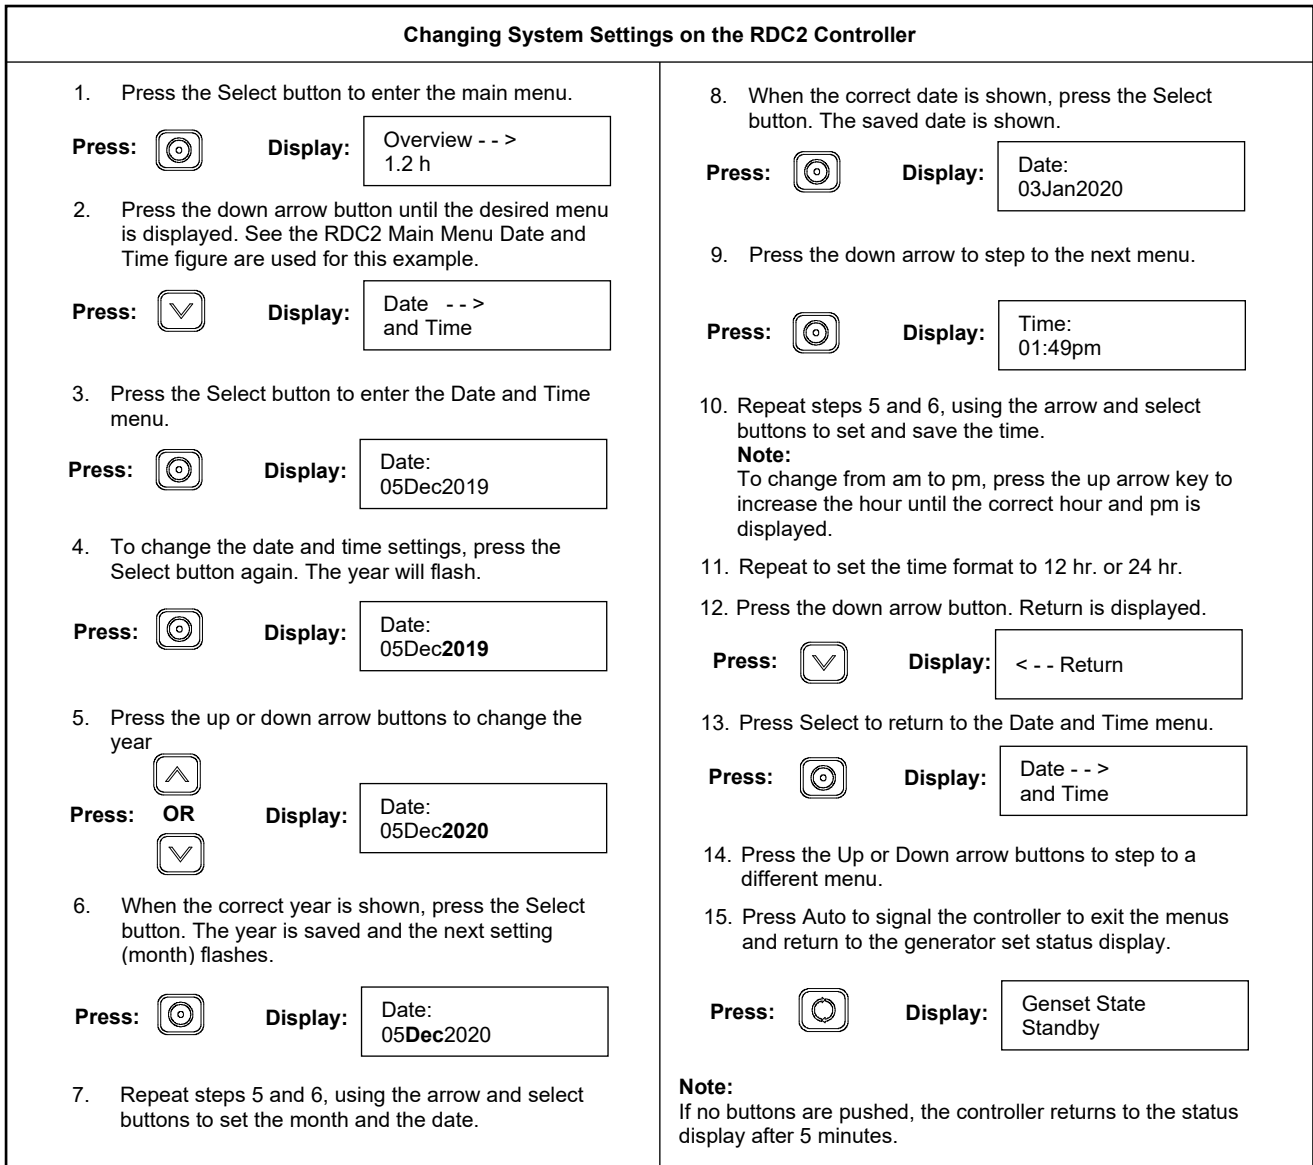 Changing System Settings on the RDC2 Controller
1. Press the Select button to enter the main menu.
Press: Display: Overview - - >
1.2 h
2. Press the down arrow button until the desired menu
is displayed. See the RDC2 Main Menu Date and
Time figure are used for this example.
Press: Display: Date - - >
and Time
3. Press the Select button to enter the Date and Time
menu.
Press: Display: Date:
05Dec2019
4. To change the date and time settings, press the
Select button again. The year will flash.
Press: Display: Date:
05Dec2019
5. Press the up or down arrow buttons to change the
year
Press: OR Display: Date:
05Dec2020
6. When the correct year is shown, press the Select
button. The year is saved and the next setting
(month) flashes.
Press: Display: Date:
05Dec2020
7. Repeat steps 5 and 6, using the arrow and select
buttons to set the month and the date.
8. When the correct date is shown, press the Select
button. The saved date is shown.
Press: Display: Date:
03Jan2020
9. Press the down arrow to step to the next menu.
Press: Display: Time:
01:49pm
10. Repeat steps 5 and 6, using the arrow and select
buttons to set and save the time.
Note:
To change from am to pm, press the up arrow key to
increase the hour until the correct hour and pm is
displayed.
11. Repeat to set the time format to 12 hr. or 24 hr.
12. Press the down arrow button. Return is displayed.
Press: Display: < - - Return
13. Press Select to return to the Date and Time menu.
Press: Display: Date - - >
and Time
14. Press the Up or Down arrow buttons to step to a
different menu.
15. Press Auto to signal the controller to exit the menus
and return to the generator set status display.
Press: Display: Genset State
Standby
Note:
If no buttons are pushed, the controller returns to the status
display after 5 minutes.